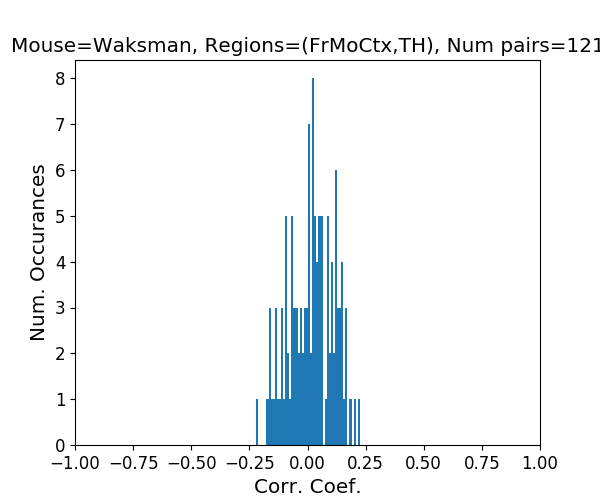 Mouse=Waksman, Regions=(FrMoCtx,TH), Num pairs=121
8
7
6
5
4
3
2
1
0
Num. Occurances
−1.00 −0.75 −0.50 −0.25 0.00 0.25 0.50 0.75 1.00
Corr. Coef.